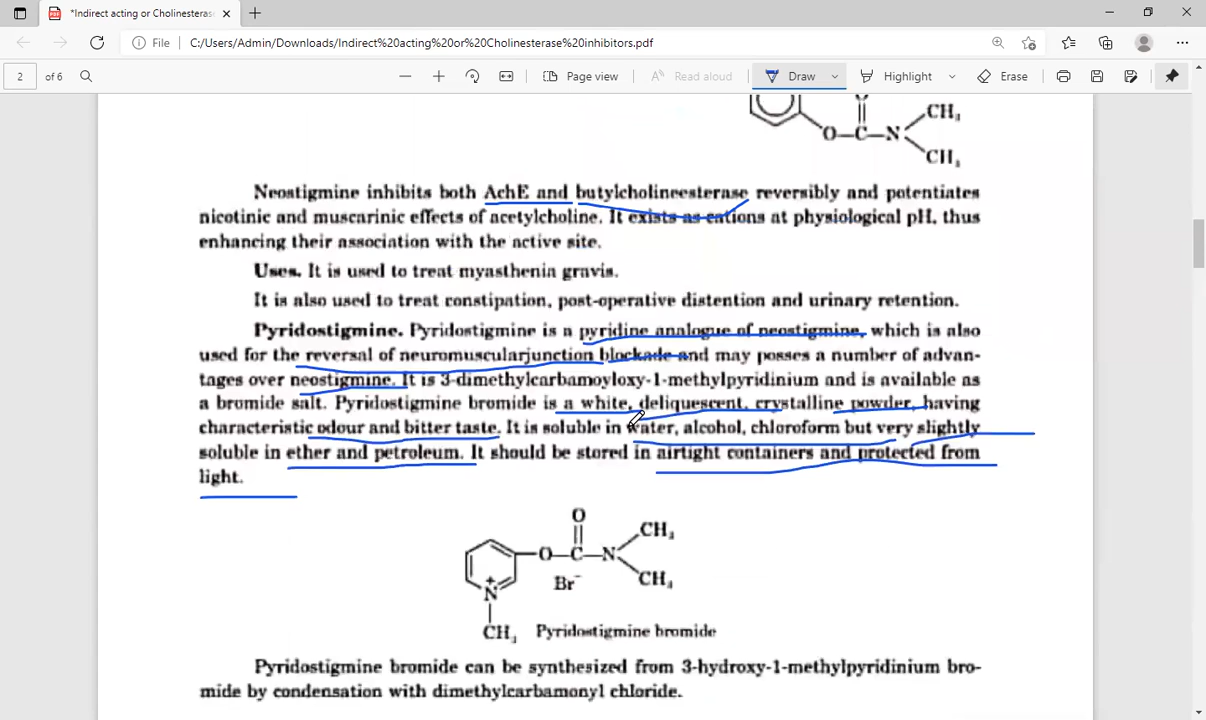 *Indirect acting or Cholinesteras
File C:/Users/Admin/Downloads/Indirect%20acting%20or%20Cholinesterase%20inhibitors.pdf
2 of 6 Page view Read aloud Draw Highlight Erase
O—C—N
CH₃
CH₃
Neostigmine inhibits both AchE and butylcholineesterase reversibly and potentiates
nicotinic and muscarinic effects of acetylcholine. It exists as cations at physiological pH, thus
enhancing their association with the active site.
Uses. It is used to treat myasthenia gravis.
It is also used to treat constipation, post-operative distention and urinary retention.
Pyridostigmine. Pyridostigmine is a pyridine analogue of neostigmine, which is also
used for the reversal of neuromuscularjunction blockade and may posses a number of advan-
tages over neostigmine. It is 3-dimethylcarbamoyloxy-1-methylpyridinium and is available as
a bromide salt. Pyridostigmine bromide is a white, deliquescent, crystalline powder, having
characteristic odour and bitter taste. It is soluble in water, alcohol, chloroform but very slightly
soluble in ether and petroleum. It should be stored in airtight containers and protected from
light.
O
O—C—N
CH₃
CH₃
Br⁻
N
+
CH₃
Pyridostigmine bromide
Pyridostigmine bromide can be synthesized from 3-hydroxy-1-methylpyridinium bro-
mide by condensation with dimethylcarbamonyl chloride.